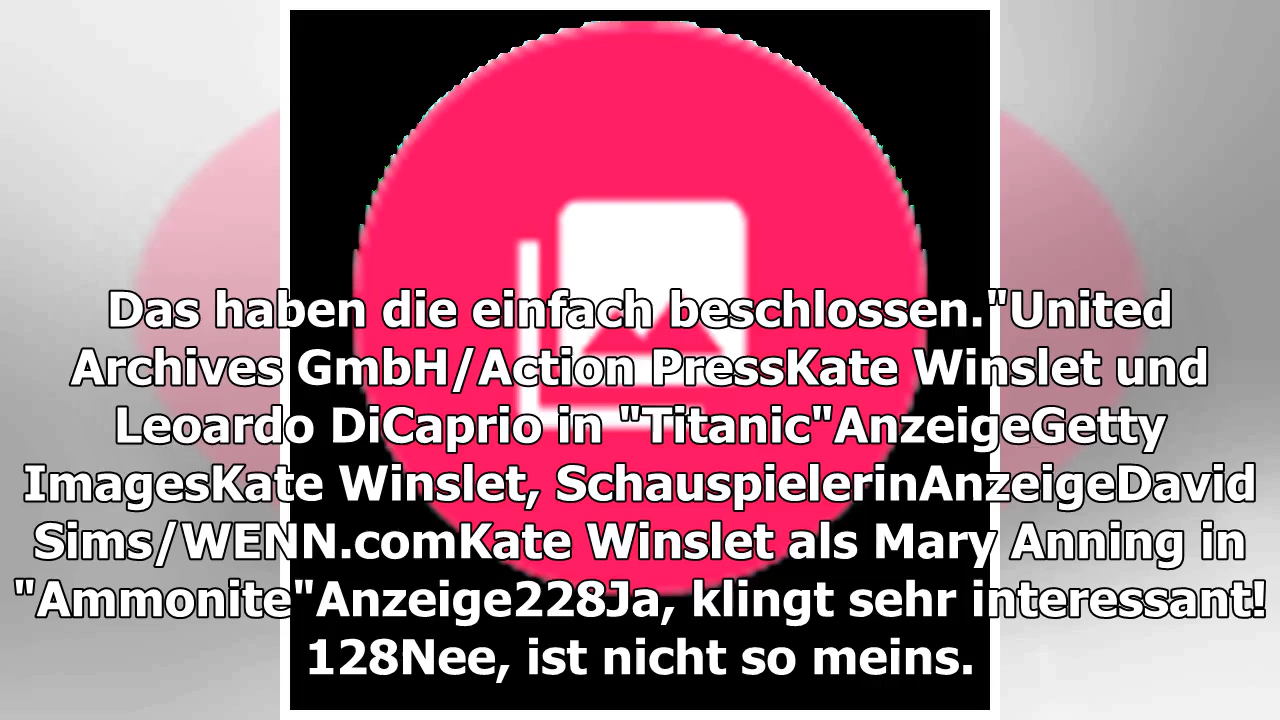 Das haben die einfach beschlossen."United
Archives GmbH/Action PressKate Winslet und
Leoardo DiCaprio in "Titanic"AnzeigeGetty
ImagesKate Winslet, SchauspielerinAnzeigeDavid
Sims/WENN.comKate Winslet als Mary Anning in
"Ammonite"Anzeige228Ja, klingt sehr interessant!
128Nee, ist nicht so meins.